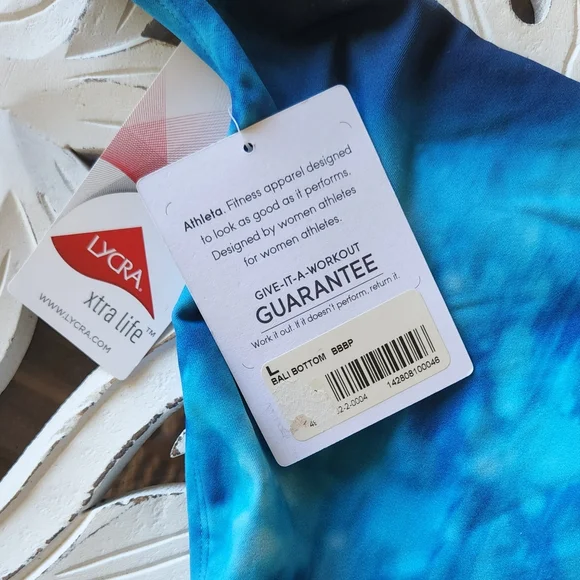 LYCRA®
xtra life™
WWW.LYCRA.COM
Athleta. Fitness apparel designed
to look as good as it performs.
Designed by women athletes
for women athletes.
GIVE-IT-A-WORKOUT
GUARANTEE
Work it out. If it doesn't perform, return it.
L
BALI BOTTOM BBBP
142808100046